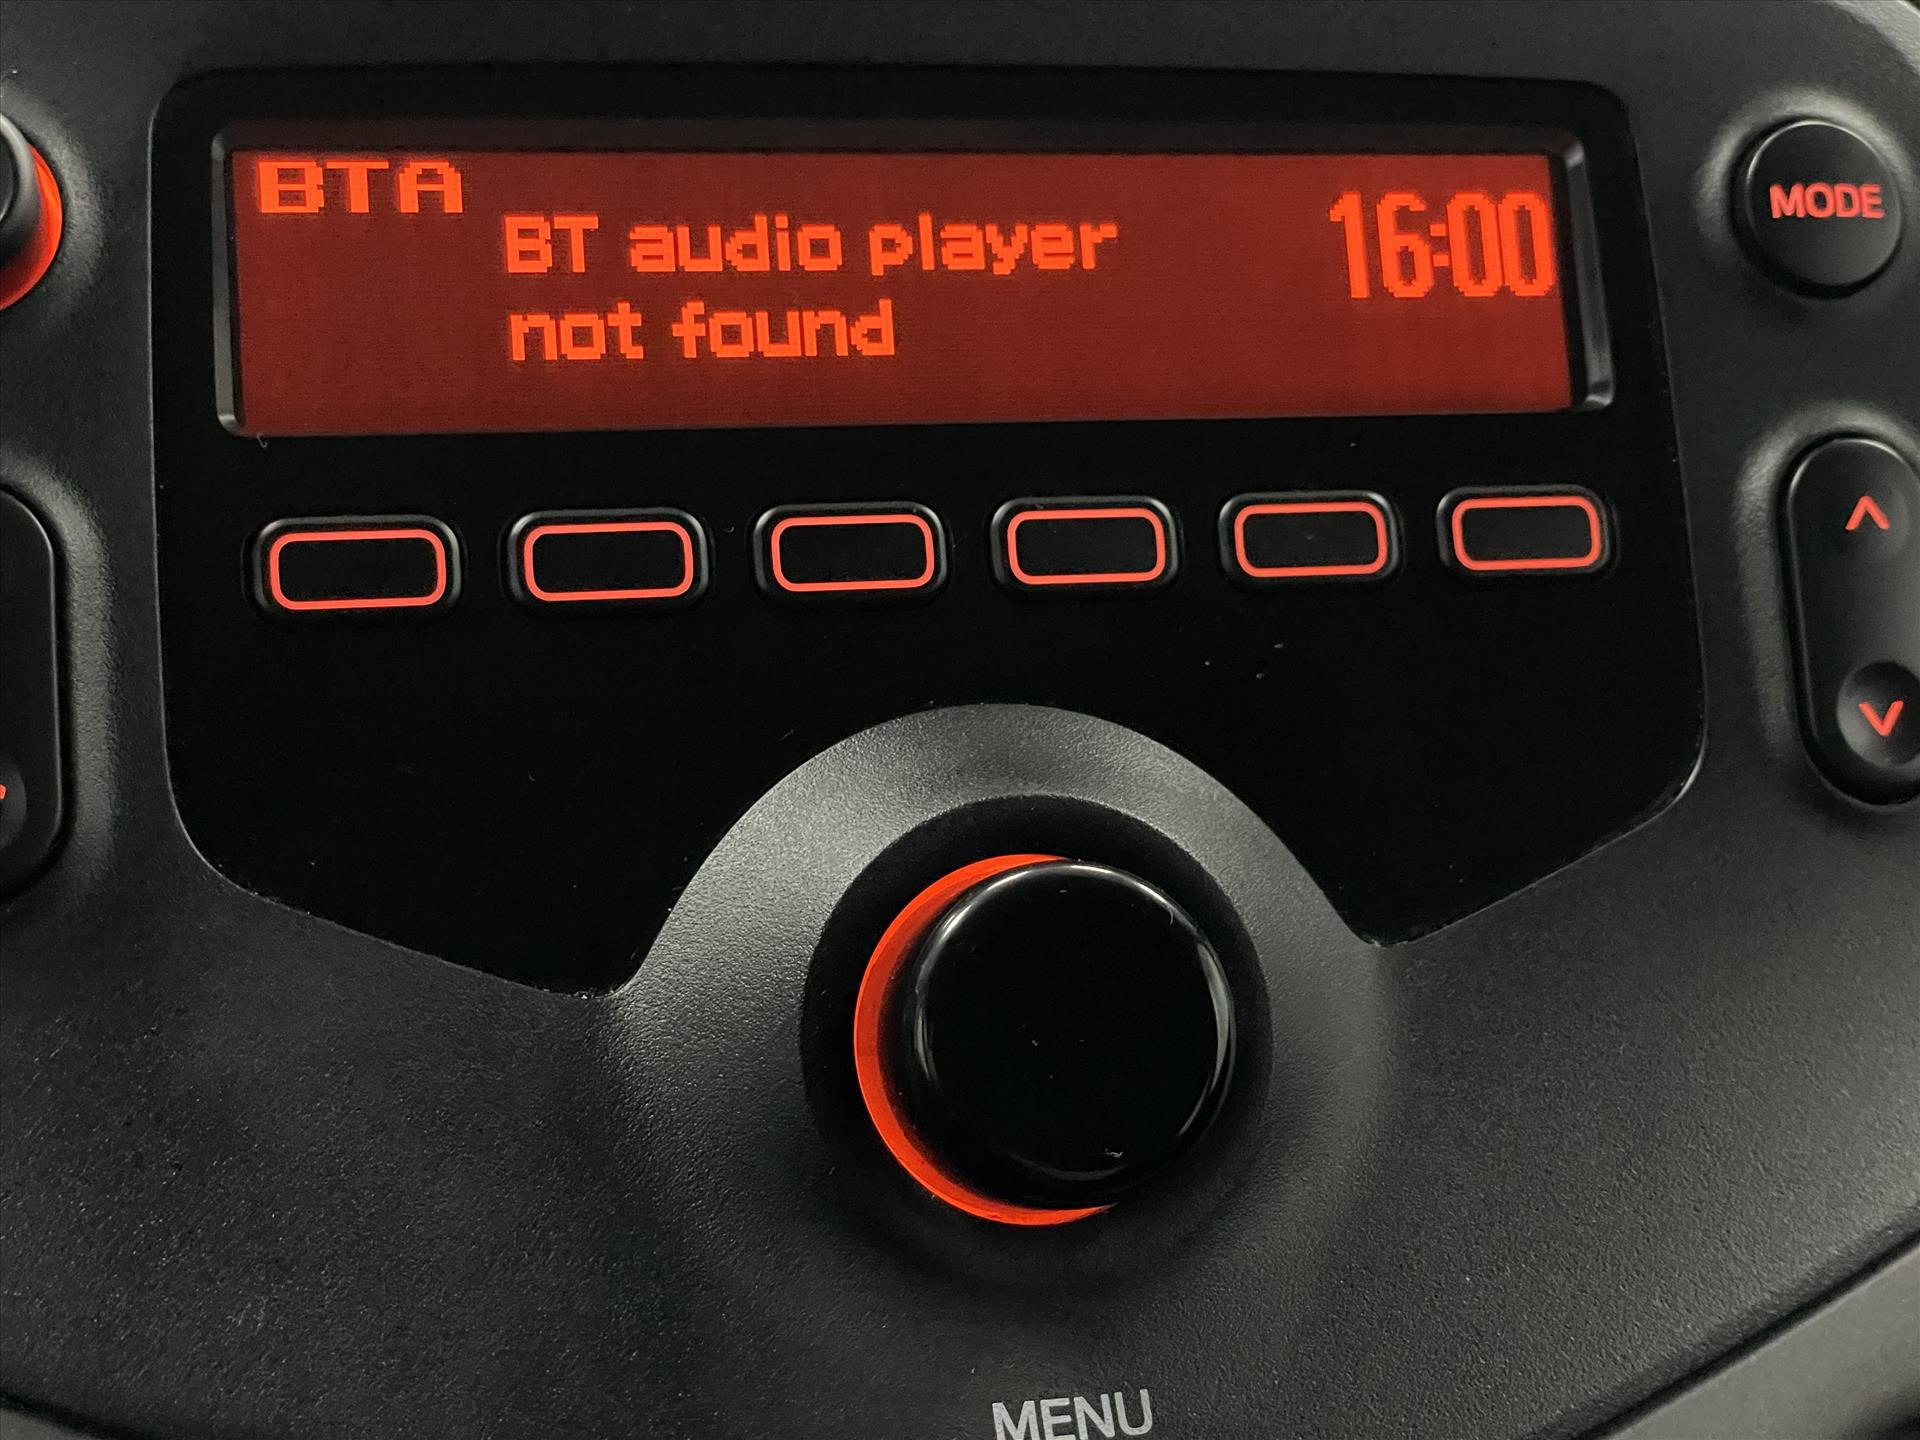 BTA
BT audio player
not found
16:00
MODE
MENU